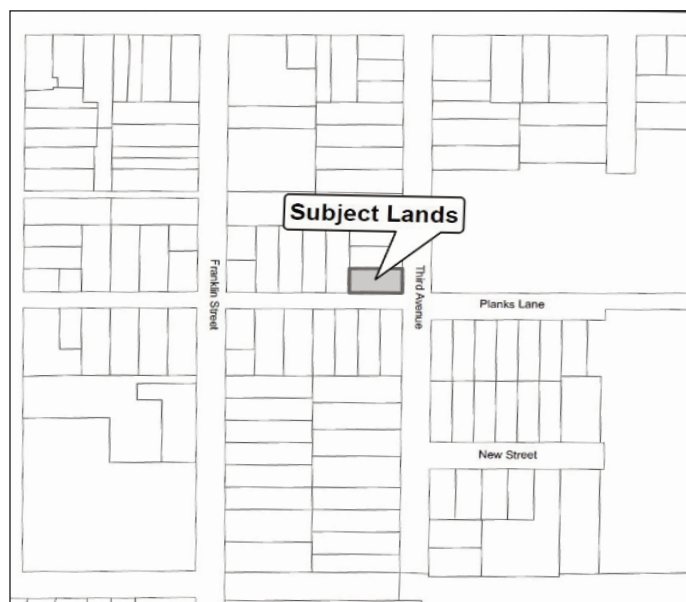 Subject Lands
Franklin Street
Third Avenue
Planks Lane
New Street